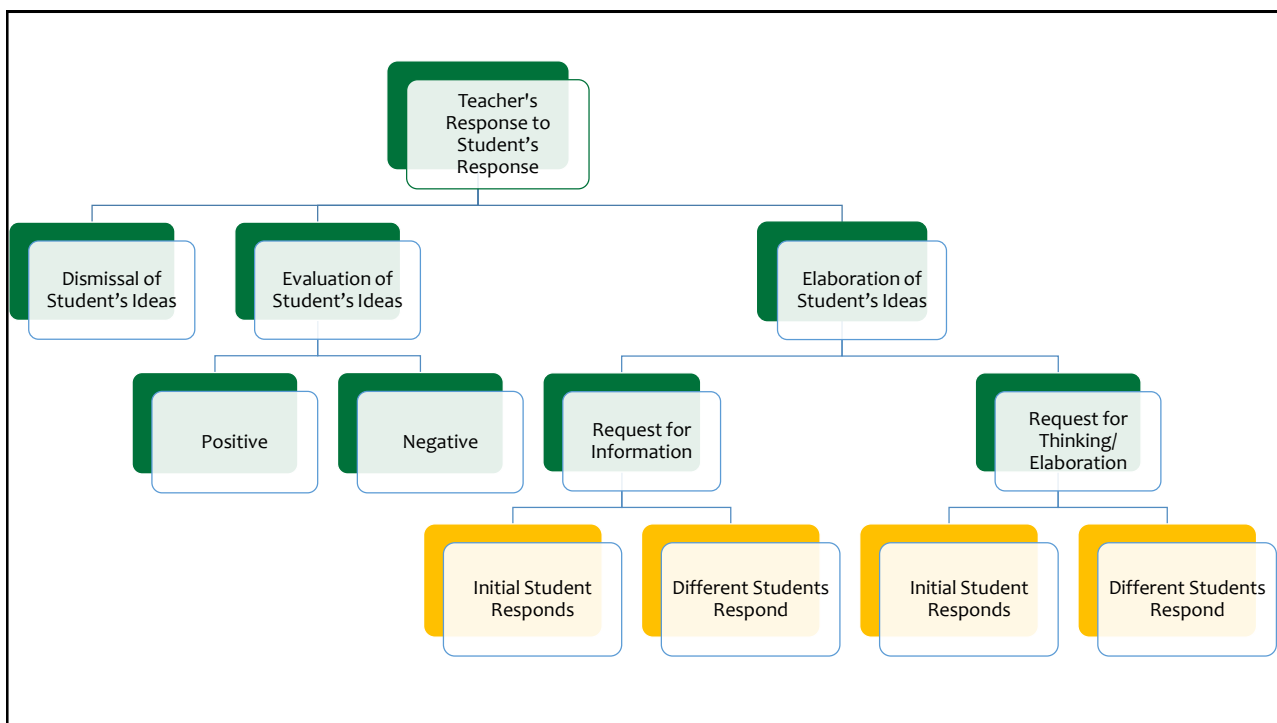 Teacher's
Response to
Student’s
Response
Dismissal of
Student’s Ideas
Evaluation of
Student’s Ideas
Elaboration of
Student’s Ideas
Positive
Negative
Request for
Information
Request for
Thinking/
Elaboration
Initial Student
Responds
Different Students
Respond
Initial Student
Responds
Different Students
Respond